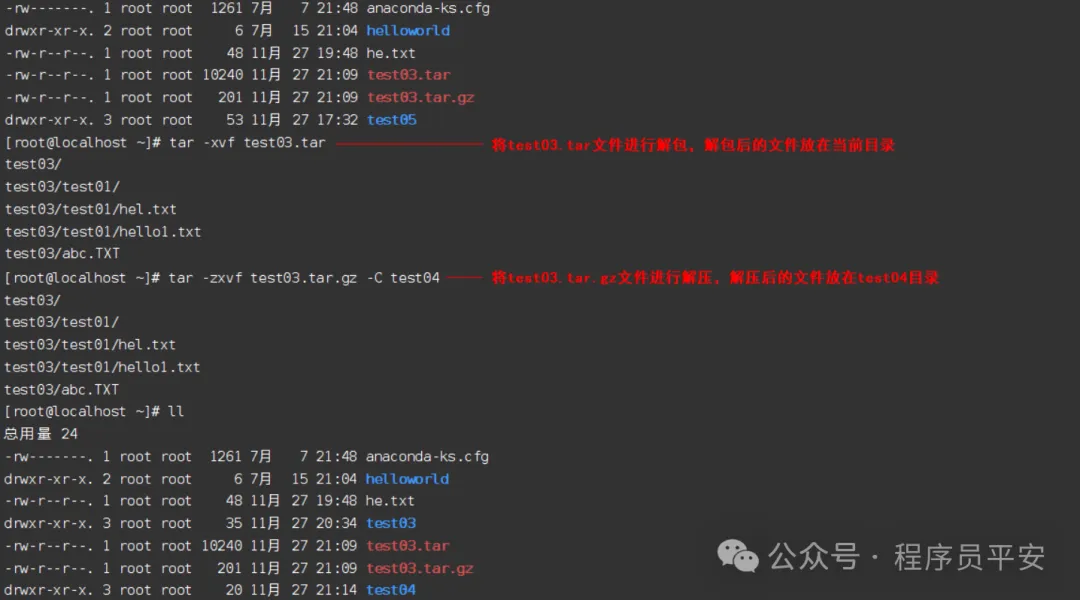 -rw-------. 1 root root  1261 7月   7 21:48 anaconda-ks.cfg
drwxr-xr-x. 2 root root     6 7月  15 21:04 helloworld
-rw-r--r--. 1 root root    48 11月 27 19:48 he.txt
-rw-r--r--. 1 root root 10240 11月 27 21:09 test03.tar
-rw-r--r--. 1 root root   201 11月 27 21:09 test03.tar.gz
drwxr-xr-x. 3 root root    53 11月 27 17:32 test05
[root@localhost ~]# tar -xvf test03.tar 将test03.tar文件进行解包，解包后的文件放在当前目录
test03/
test03/test01/
test03/test01/hel.txt
test03/test01/hello1.txt
test03/abc.TXT
[root@localhost ~]# tar -zxvf test03.tar.gz -C test04 将test03.tar.gz文件进行解压，解压后的文件放在test04目录
test03/
test03/test01/
test03/test01/hel.txt
test03/test01/hello1.txt
test03/abc.TXT
[root@localhost ~]# ll
总用量 24
-rw-------. 1 root root  1261 7月   7 21:48 anaconda-ks.cfg
drwxr-xr-x. 2 root root     6 7月  15 21:04 helloworld
-rw-r--r--. 1 root root    48 11月 27 19:48 he.txt
drwxr-xr-x. 3 root root    35 11月 27 20:34 test03
-rw-r--r--. 1 root root 10240 11月 27 21:09 test03.tar
-rw-r--r--. 1 root root   201 11月 27 21:09 test03.tar.gz
drwxr-xr-x. 3 root root    20 11月 27 21:14 test04
公众号 · 程序员平安